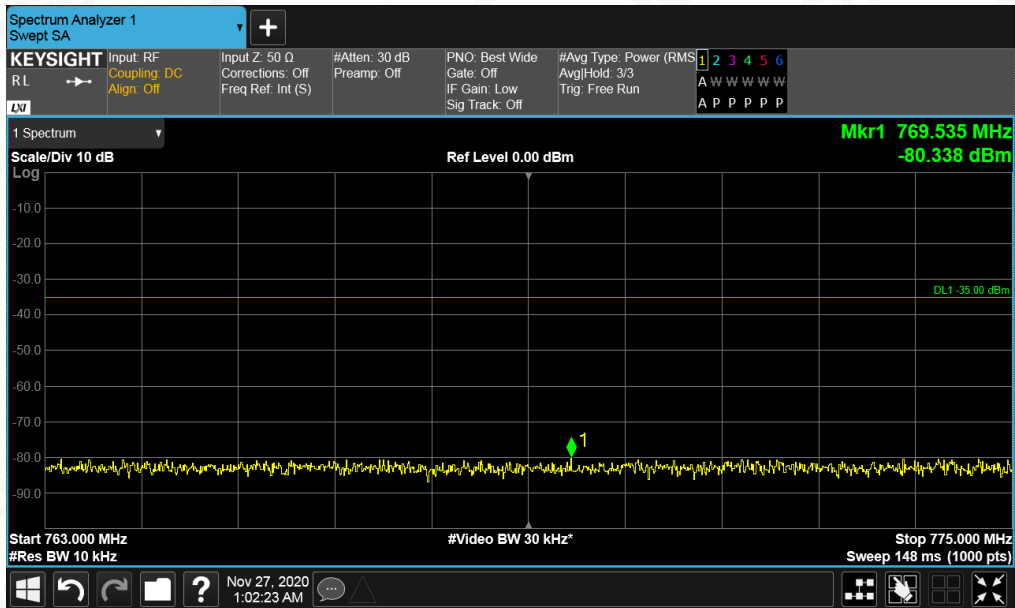 Spectrum Analyzer 1
Swept SA
+
KEYSIGHT
RL
LXI
Input: RF
Coupling: DC
Align: Off
Input Z: 50 Ω
Corrections: Off
Freq Ref: Int (S)
#Atten: 30 dB
Preamp: Off
PNO: Best Wide
Gate: Off
IF Gain: Low
Sig Track: Off
#Avg Type: Power (RMS
Avg|Hold: 3/3
Trig: Free Run
1 2 3 4 5 6
A W W W W W
A P P P P P
1 Spectrum
Mkr1 769.535 MHz
-80.338 dBm
Scale/Div 10 dB
Ref Level 0.00 dBm
Log
-10.0
-20.0
-30.0
DL1 -35.00 dBm
-40.0
-50.0
-60.0
-70.0
1
-80.0
-90.0
Start 763.000 MHz
#Video BW 30 kHz*
Stop 775.000 MHz
#Res BW 10 kHz
Sweep 148 ms (1000 pts)
?
Nov 27, 2020
1:02:23 AM